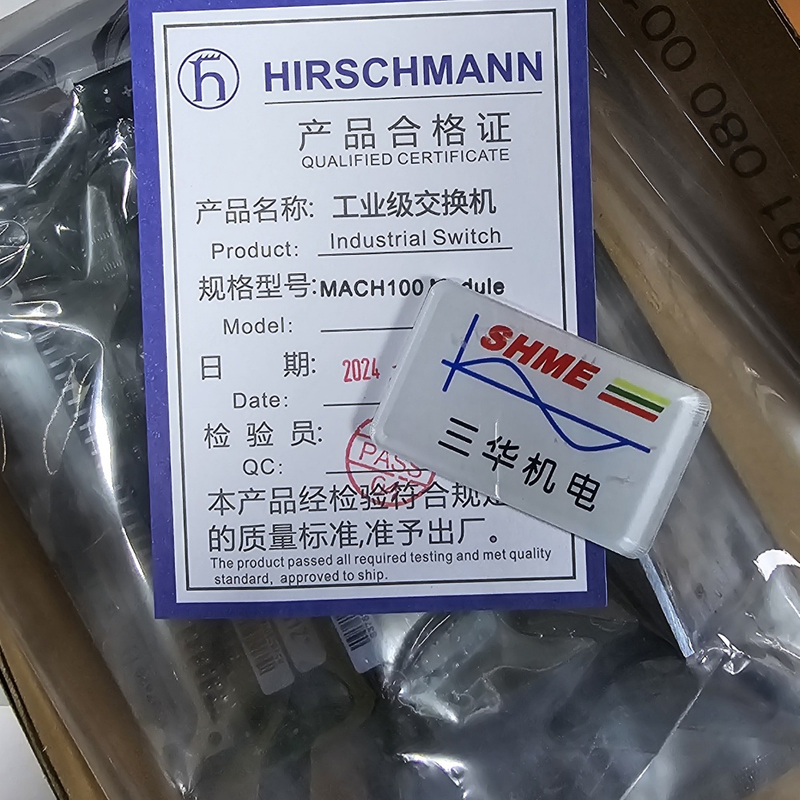 HIRSCHMANN
产品合格证
QUALIFIED CERTIFICATE
产品名称: 工业级交换机
Product: Industrial Switch
规格型号:MACH100 Module
Model:
日 期: 2024
Date:
检 验 员:
QC:
PASS
本产品经检验符合规定
的质量标准,准予出厂。
The product passed all required testing and met quality
standard, approved to ship.
SHME
三华机电